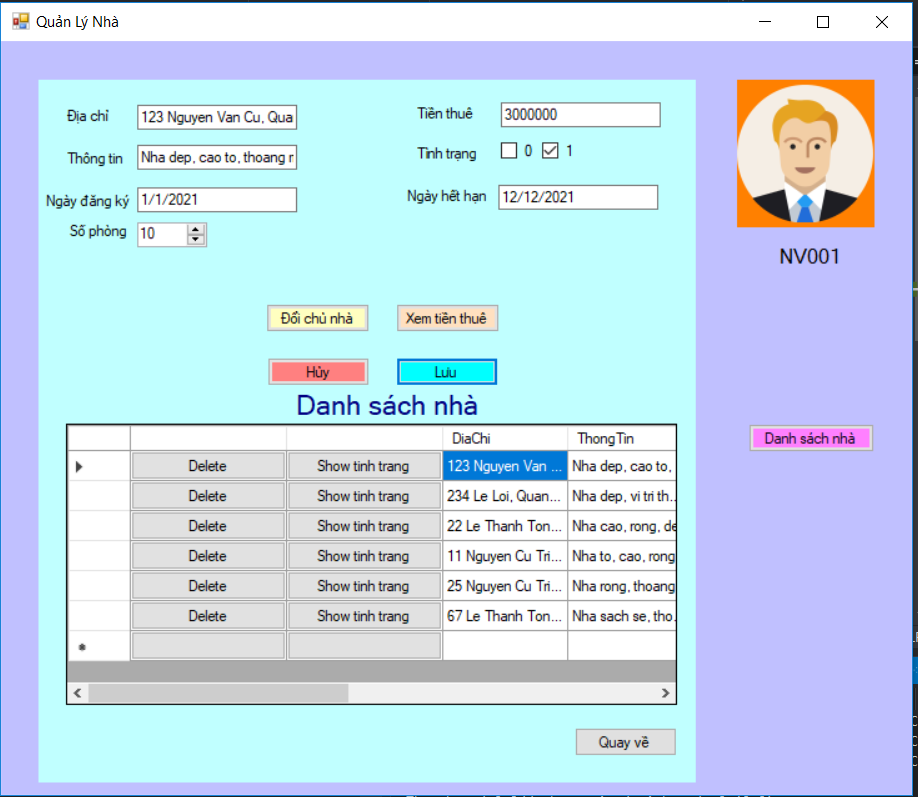 Quản Lý Nhà
Địa chỉ 123 Nguyen Van Cu, Qua
Tiền thuê 3000000
Thông tin Nha dep, cao to, thoang r
Tình trạng 0 1
Ngày đăng ký 1/1/2021
Ngày hết hạn 12/12/2021
Số phòng 10
NV001
Đổi chủ nhà Xem tiền thuê
Hủy Lưu
Danh sách nhà
DiaChi ThongTin
Danh sách nhà
Delete Show tinh trang 123 Nguyen Van ... Nha dep, cao to,
Delete Show tinh trang 234 Le Loi, Quan... Nha dep, vi tri th..
Delete Show tinh trang 22 Le Thanh Ton... Nha cao, rong, de
Delete Show tinh trang 11 Nguyen Cu Tri... Nha to, cao, rong
Delete Show tinh trang 25 Nguyen Cu Tri... Nha rong, thoang
Delete Show tinh trang 67 Le Thanh Ton... Nha sach se, tho.
Quay về